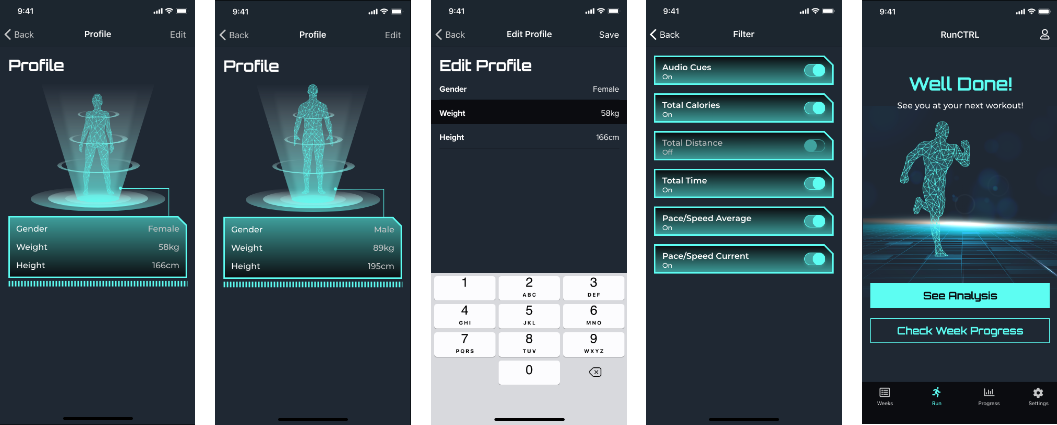 9:41
Back Profile Edit
Profile
Gender Female
Weight 58kg
Height 166cm
9:41
Back Profile Edit
Profile
Gender Male
Weight 89kg
Height 195cm
9:41
Back Edit Profile Save
Edit Profile
Gender Female
Weight 58kg
Height 166cm
1 2 3
ABC DEF
4 5 6
GHI JKL MNO
7 8 9
PQRS TUV WXYZ
0
9:41
Back Filter
Audio Cues
On
Total Calories
On
Total Distance
Off
Total Time
On
Pace/Speed Average
On
Pace/Speed Current
On
9:41
RunCTRL
Well Done!
See you at your next workout!
See Analysis
Check Week Progress
Weeks Run Progress Settings